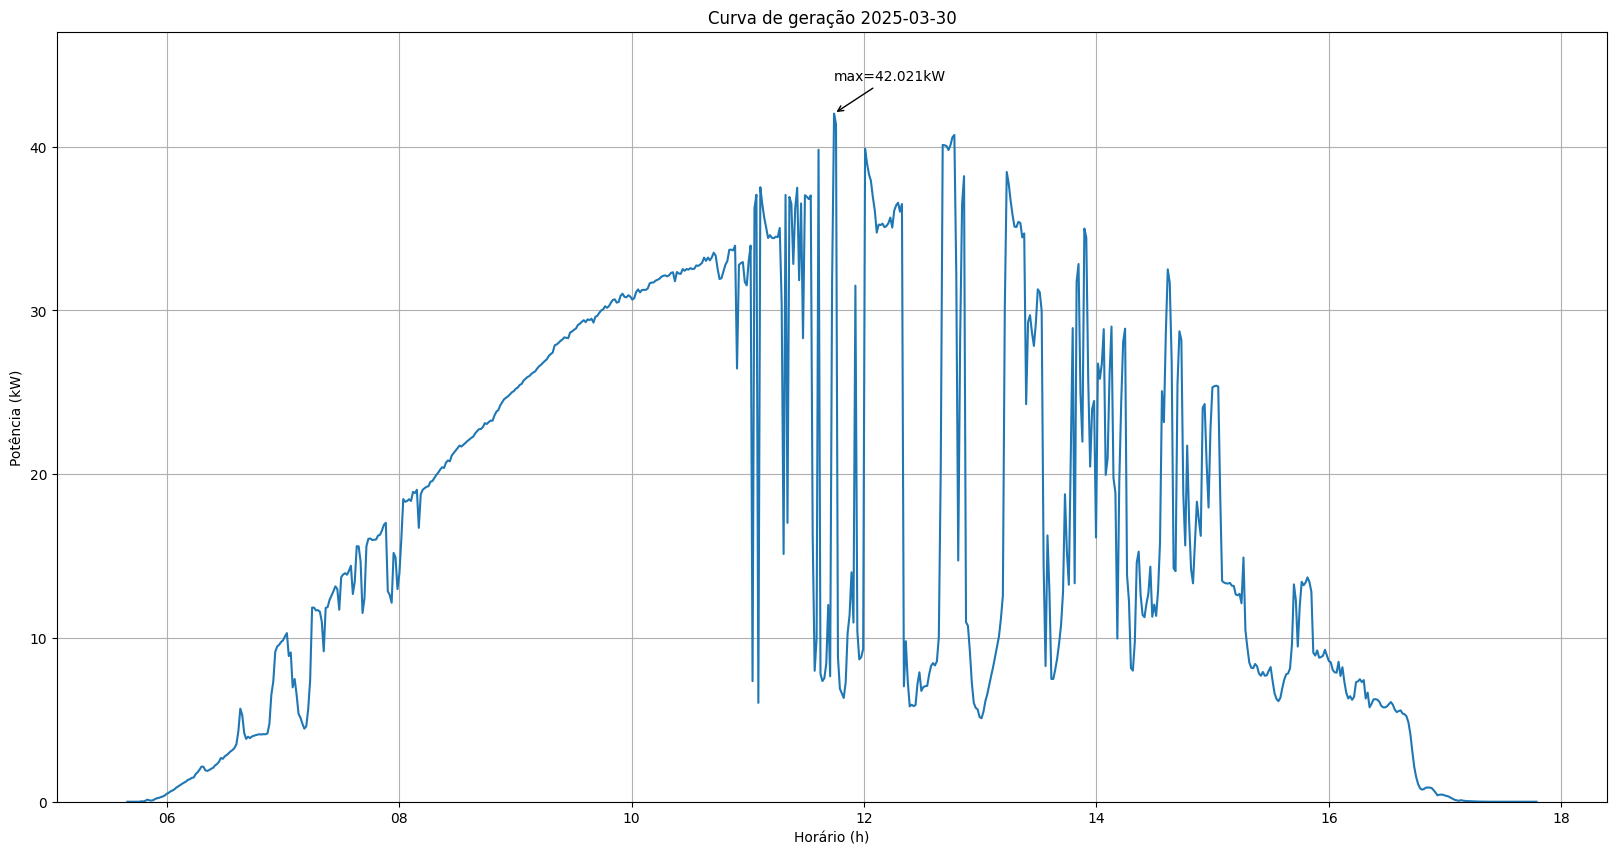 Curva de geração 2025-03-30
max=42.021kW
Potência (kW)
40
30
20
10
0
06 08 10 12 14 16 18
Horário (h)